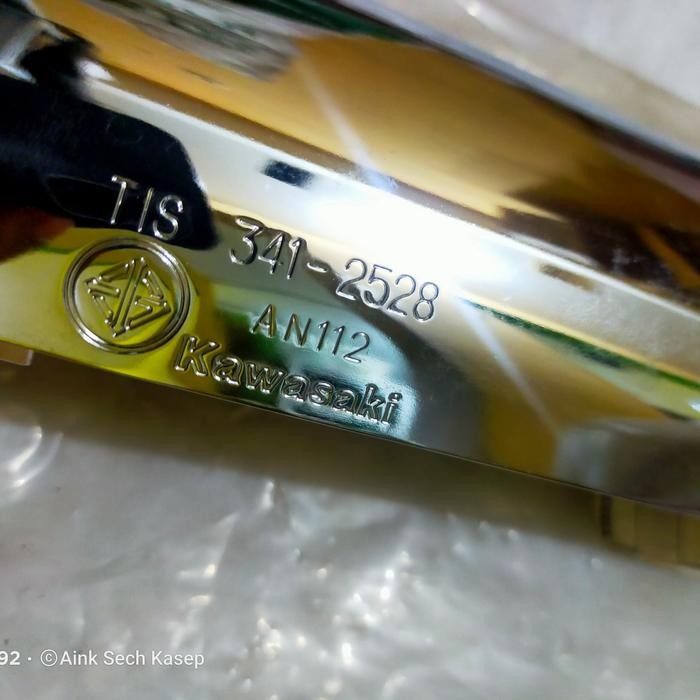 TIS 341-2528
AN112
Kawasaki
92 · ©Aink Sech Kasep